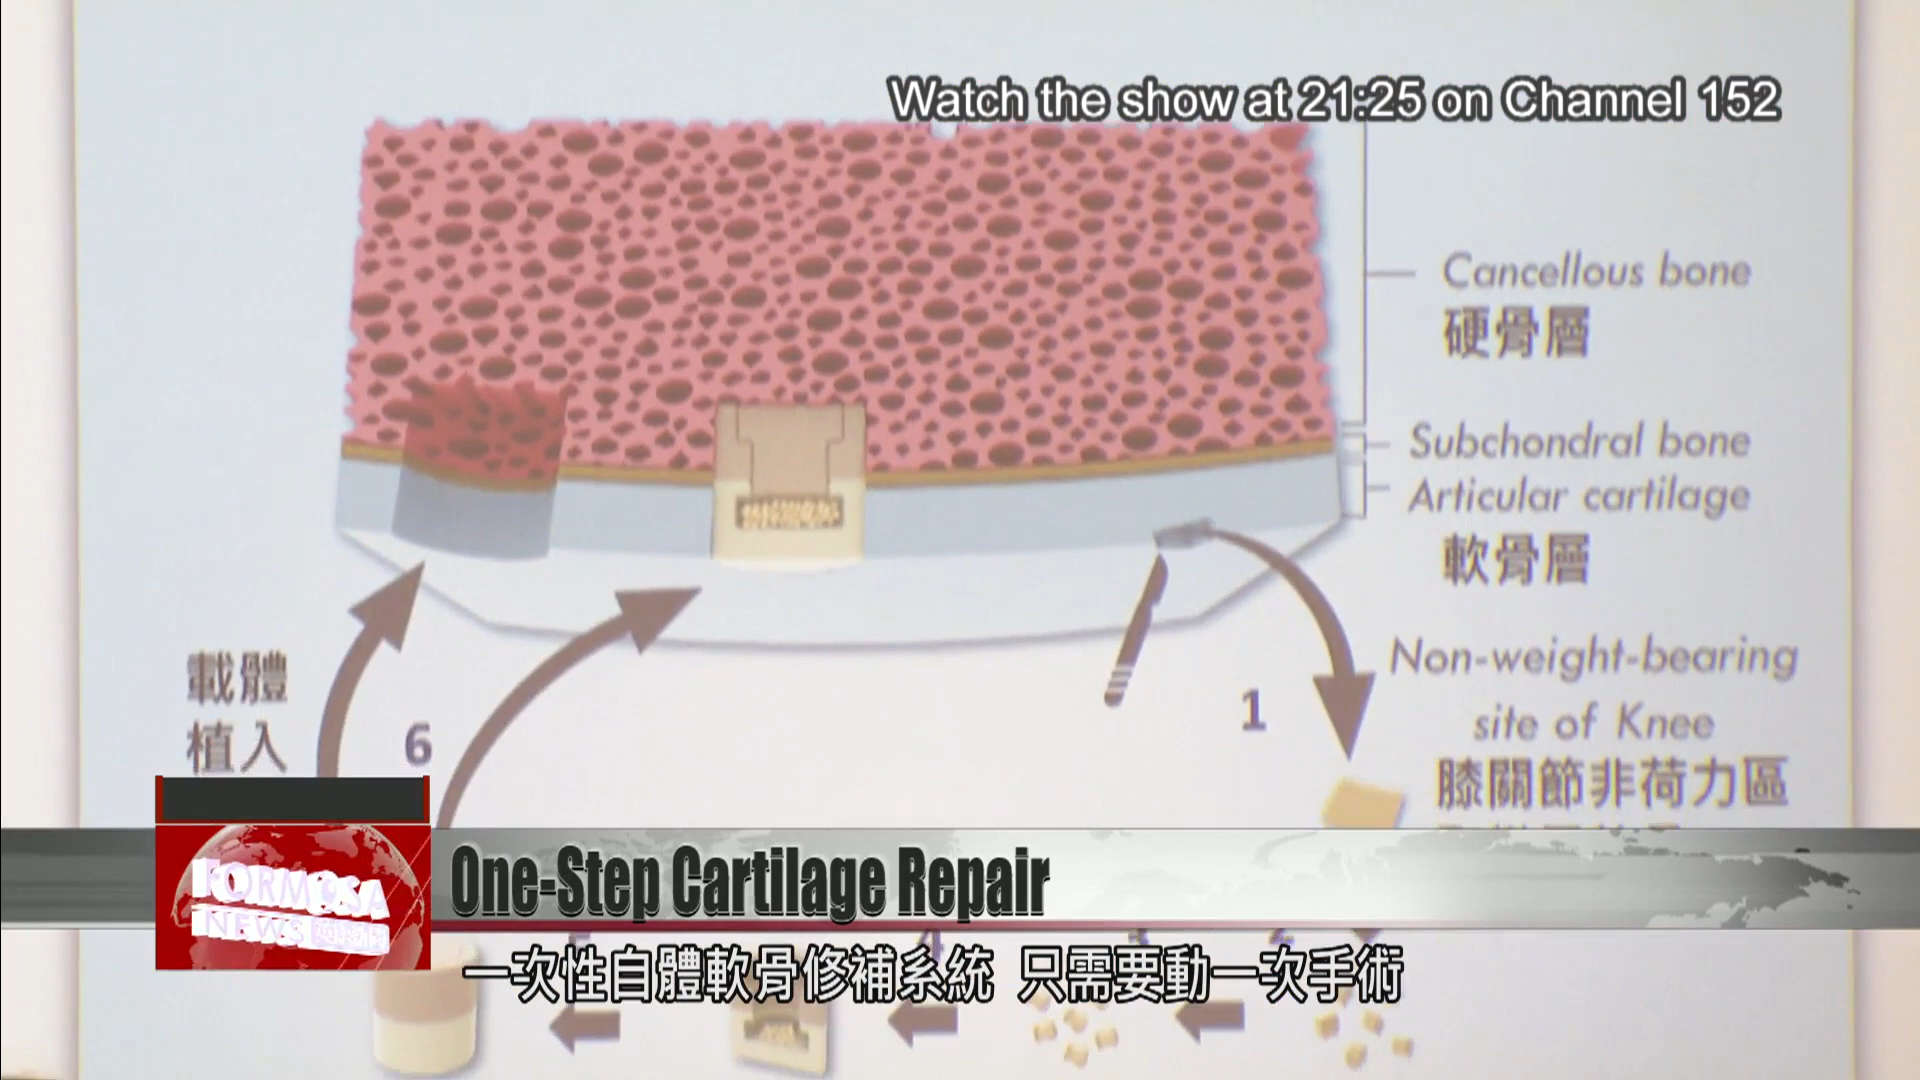 Watch the show at 21:25 on Channel 152
Cancellous bone
硬骨層
Subchondral bone
Articular cartilage
軟骨層
Non-weight-bearing
site of Knee
膝關節非荷力區
1
載體
植入
6
One-Step Cartilage Repair
FORMOSA
NEWS
一次性自體軟骨修補系統 只需要動一次手術